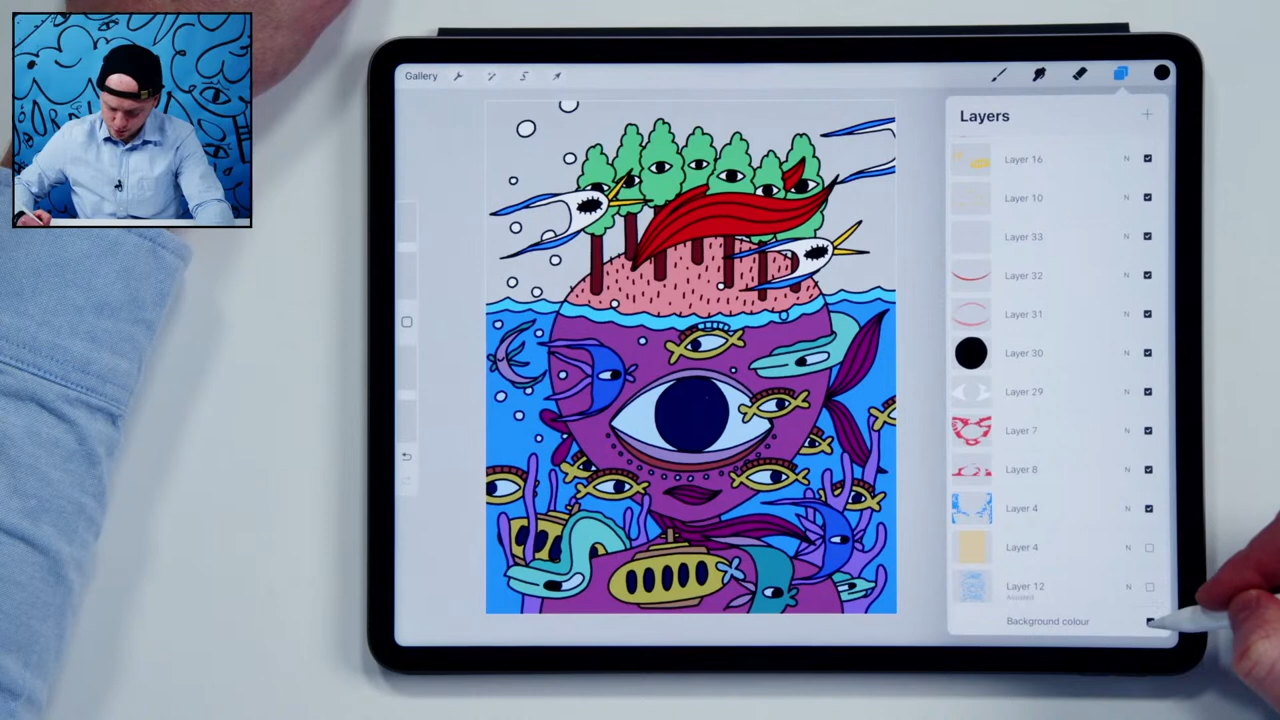 Gallery
Layers
Layer 16 N
Layer 10 N
Layer 33 N
Layer 32 N
Layer 31 N
Layer 30 N
Layer 29 N
Layer 7 N
Layer 8 N
Layer 4 N
Layer 4 N
Layer 12 N
Assisted
Background colour